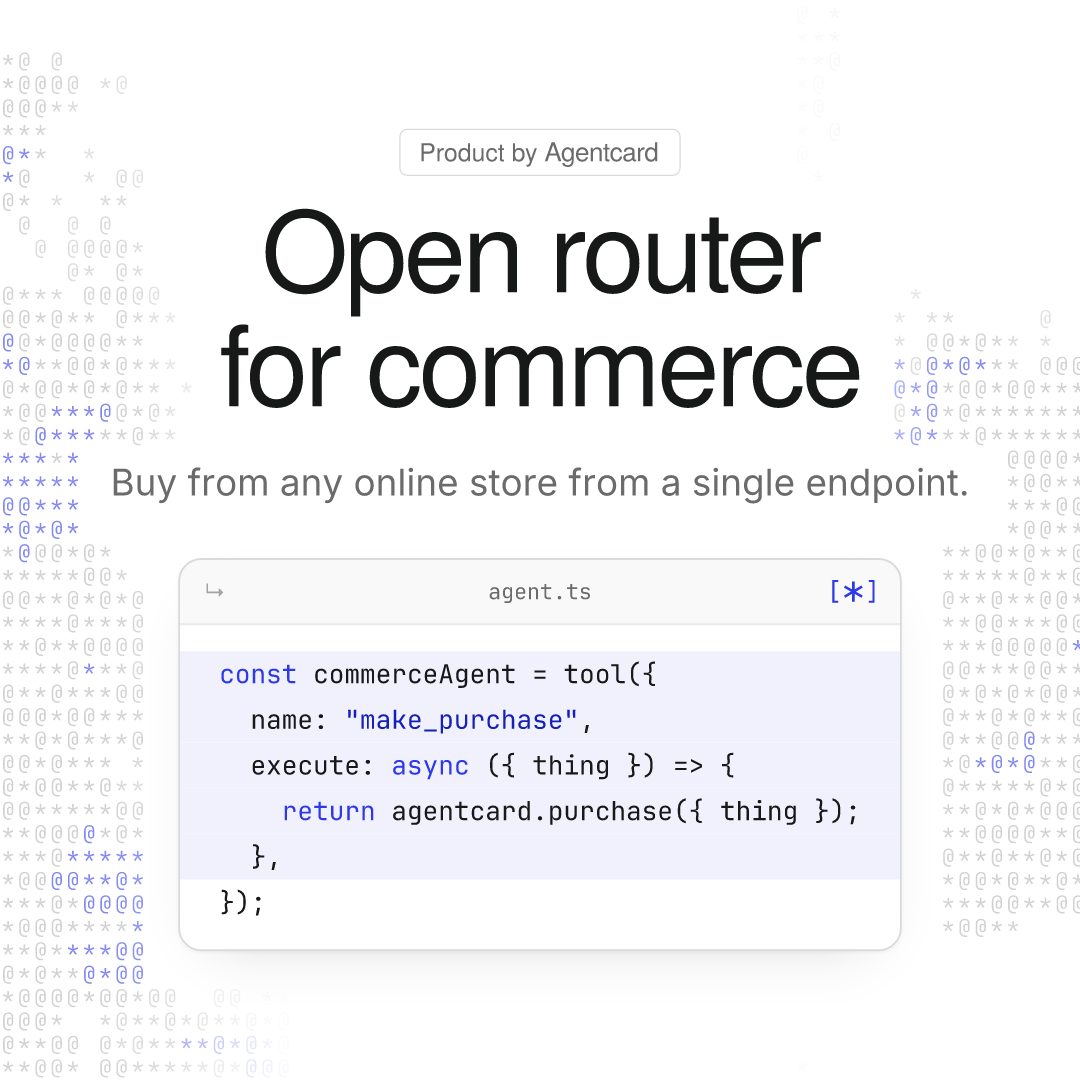 Product by Agentcard
Open router
for commerce
Buy from any online store from a single endpoint.
agent.ts
[*]
const commerceAgent = tool({
  name: "make_purchase",
  execute: async ({ thing }) => {
    return agentcard.purchase({ thing });
  },
});